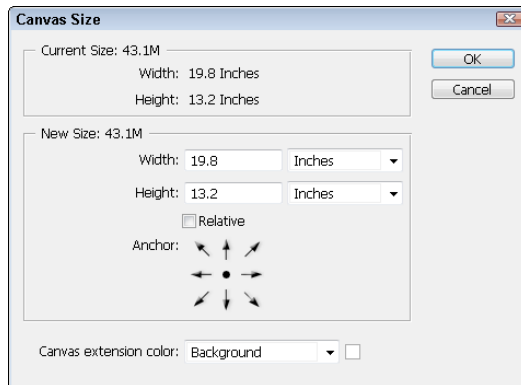 Canvas Size
Current Size: 43.1M
Width: 19.8 Inches
Height: 13.2 Inches
OK
Cancel
New Size: 43.1M
Width: 19.8 Inches
Height: 13.2 Inches
Relative
Anchor:
Canvas extension color: Background